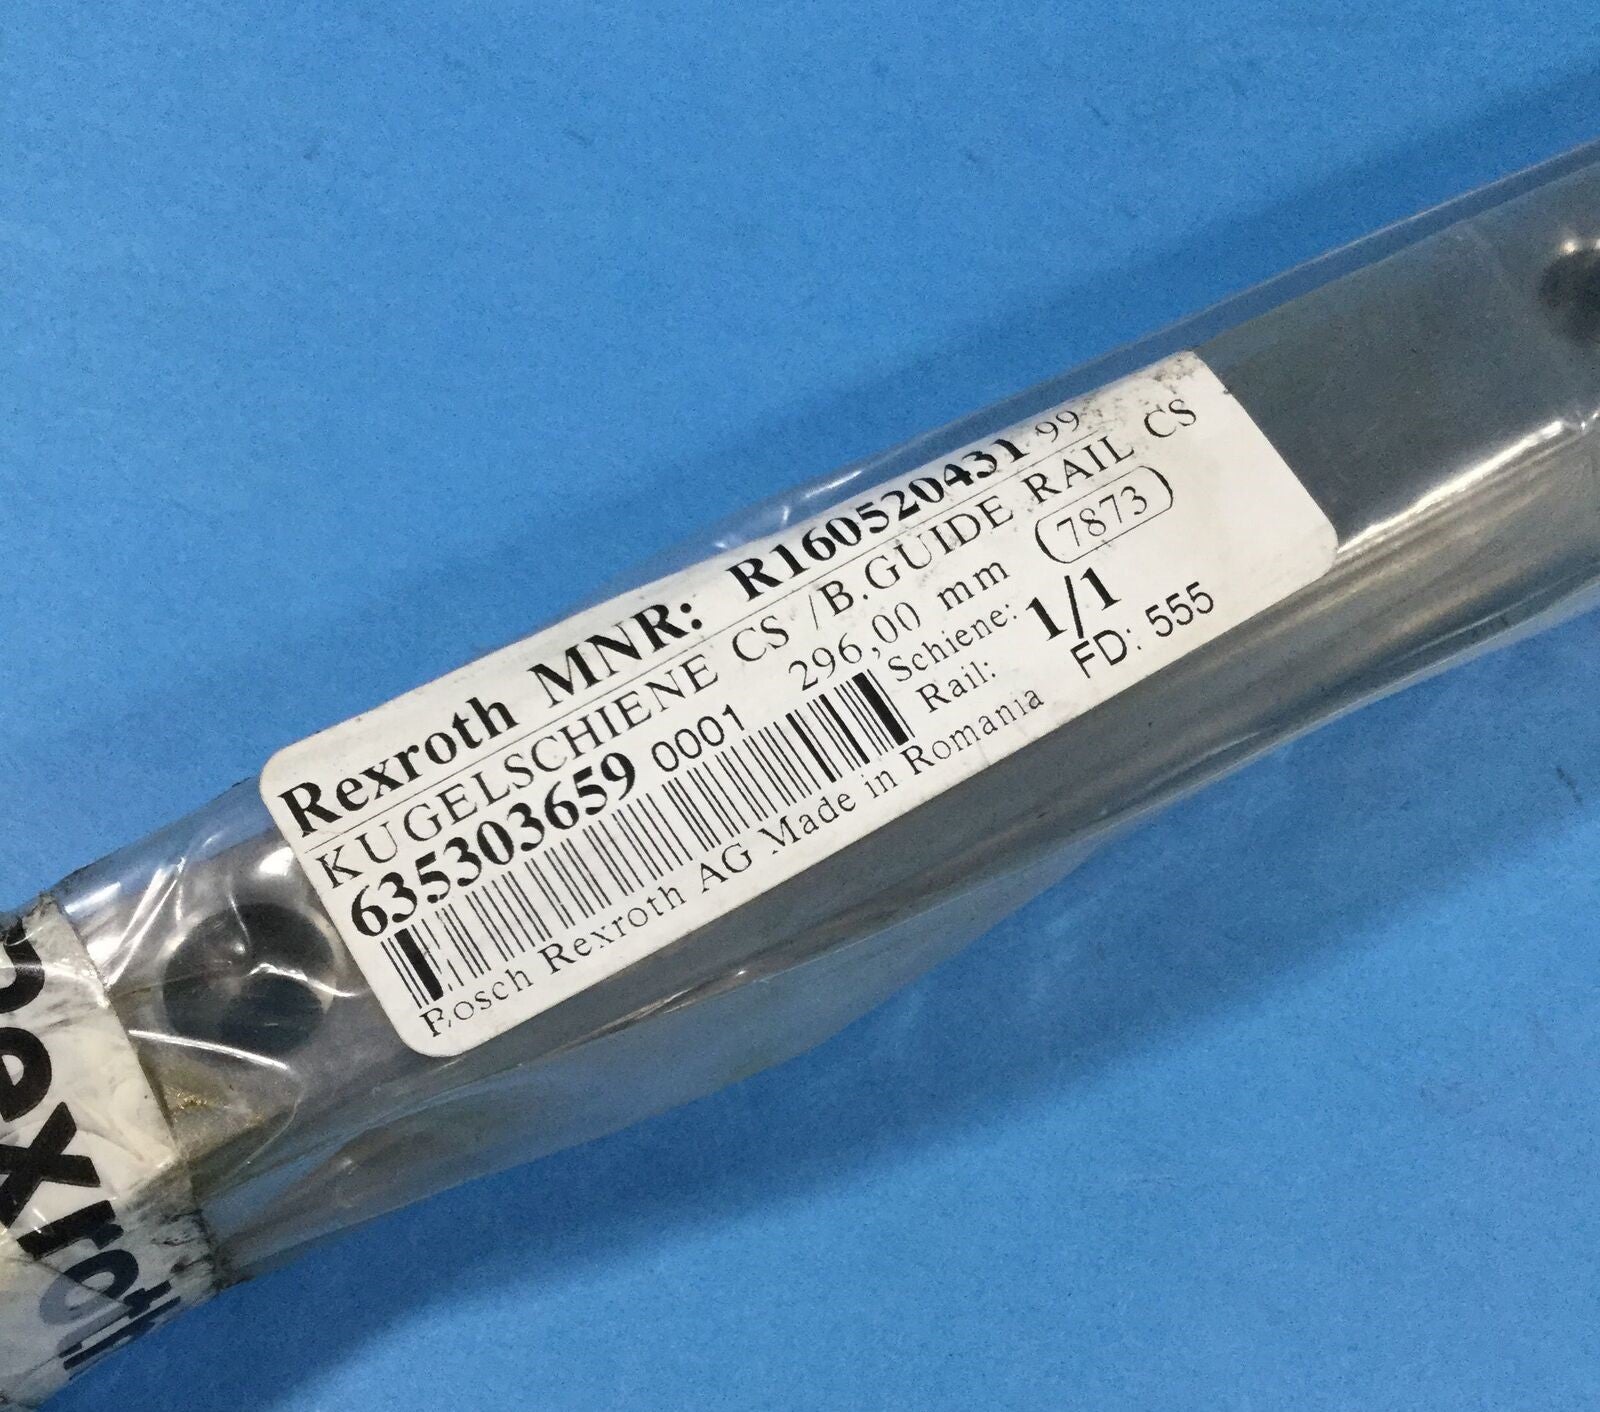 Rexroth MNR: R160520431 99
KUGELSCHIENE CS /B.GUIDE RAIL CS
635303659 0001 296,00 mm 7873
Schiene: 1/1
Rail:
Bosch Rexroth AG Made in Romania FD: 555
Rexroth